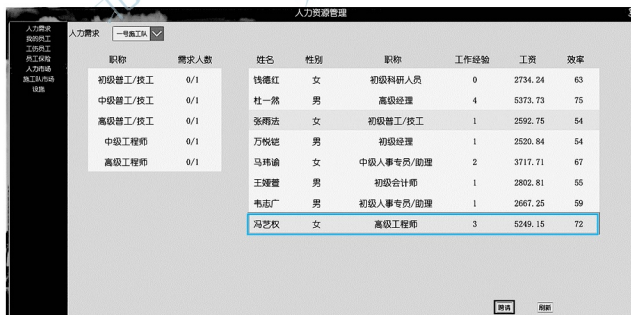 人力资源管理
人力需求
我的员工
工伤员工
员工保险
人力市场
施工队市场
设施
人力需求 一号施工队
职称 需求人数
初级普工/技工 0/1
中级普工/技工 0/1
高级普工/技工 0/1
中级工程师 0/1
高级工程师 0/1
姓名 性别 职称 工作经验 工资 效率
钱德红 女 初级科研人员 0 2734.24 63
杜一然 男 高级经理 4 5373.73 75
张雨法 女 初级普工/技工 1 2592.75 54
万悦铠 男 初级经理 1 2520.84 54
马玮谕 女 中级人事专员/助理 2 3717.71 67
王娅萱 男 初级会计师 1 2802.81 55
韦志广 男 初级人事专员/助理 1 2667.25 59
冯艺权 女 高级工程师 3 5249.15 72
聘请 刷新